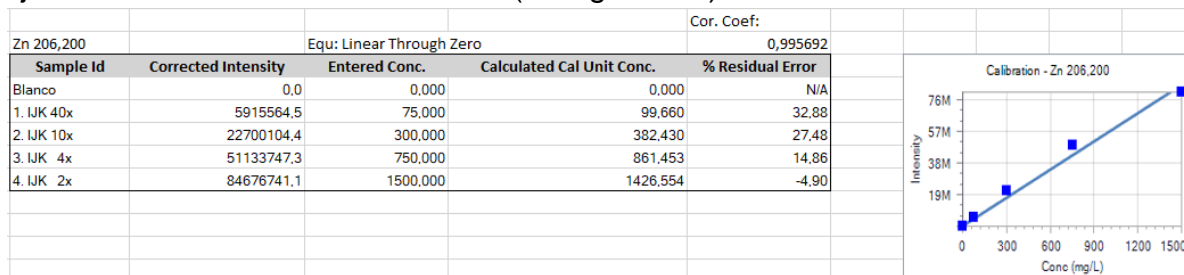 Cor. Coef:
Zn 206,200 Equ: Linear Through Zero 0,995692
Sample Id Corrected Intensity Entered Conc. Calculated Cal Unit Conc. % Residual Error
Blanco 0,0 0,000 0,000 N/A
1. IJK 40x 5915564,5 75,000 99,660 32,88
2. IJK 10x 22700104,4 300,000 382,430 27,48
3. IJK 4x 51133747,3 750,000 861,453 14,86
4. IJK 2x 84676741,1 1500,000 1426,554 -4,90
Calibration - Zn 206,200
76M
57M
38M
19M
Intensity
0 300 600 900 1200 1500
Conc (mg/L)